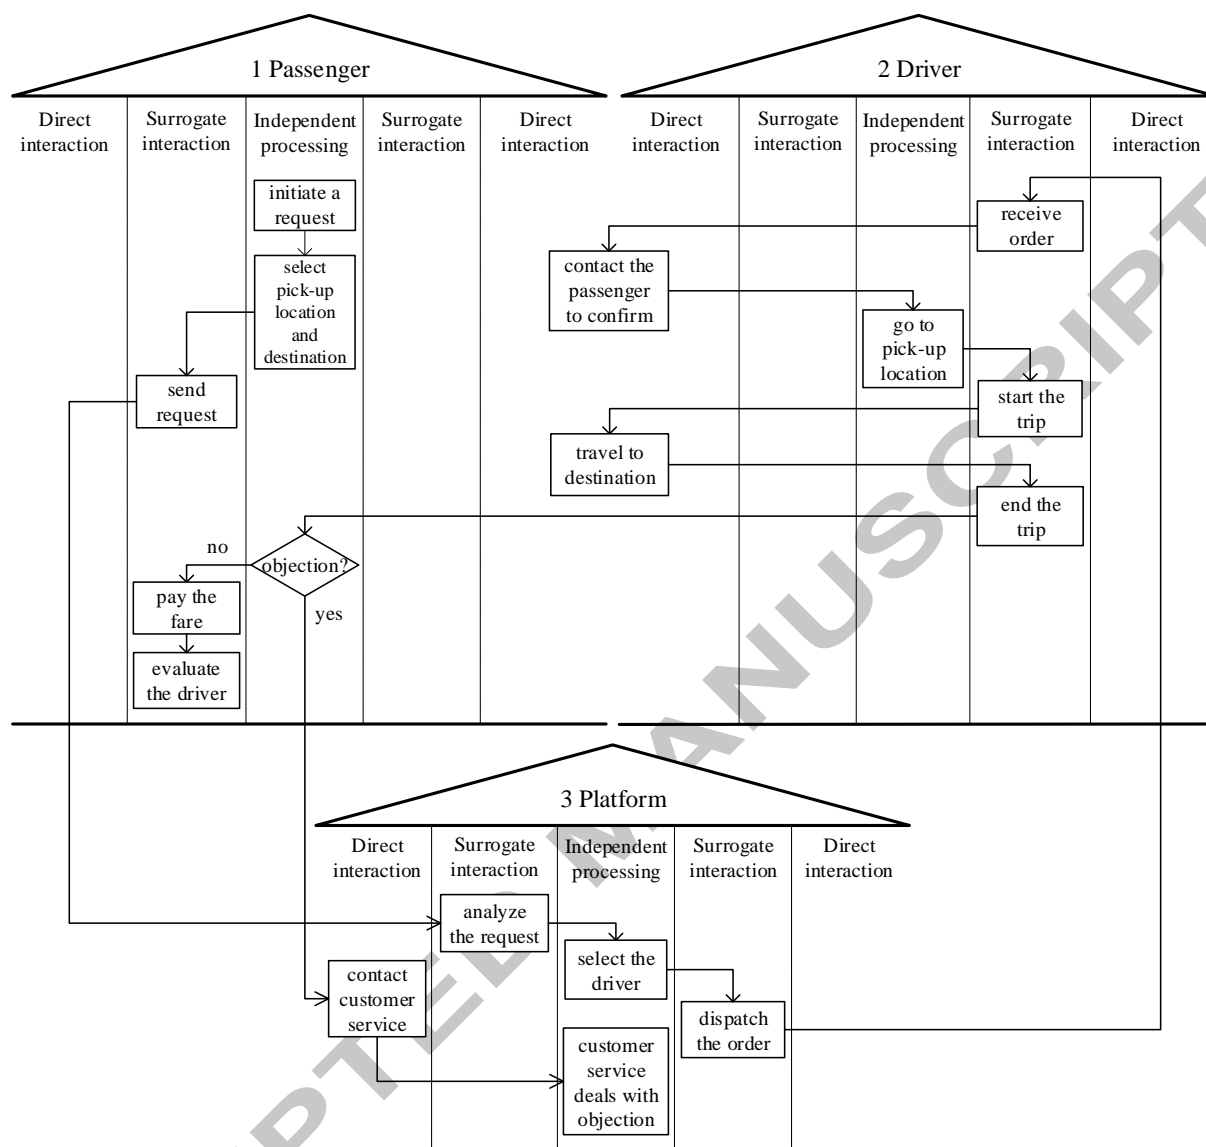 1 Passenger
2 Driver
Direct
interaction
Surrogate
interaction
Independent
processing
Surrogate
interaction
Direct
interaction
Direct
interaction
Surrogate
interaction
Independent
processing
Surrogate
interaction
Direct
interaction
initiate a
request
select
pick-up
location
and
destination
send
request
receive
order
contact the
passenger
to confirm
go to
pick-up
location
start the
trip
travel to
destination
end the
trip
objection?
no
yes
pay the
fare
evaluate
the driver
3 Platform
Direct
interaction
Surrogate
interaction
Independent
processing
Surrogate
interaction
Direct
interaction
analyze
the request
select the
driver
dispatch
the order
contact
customer
service
customer
service
deals with
objection
PTED MANUSCRIPT